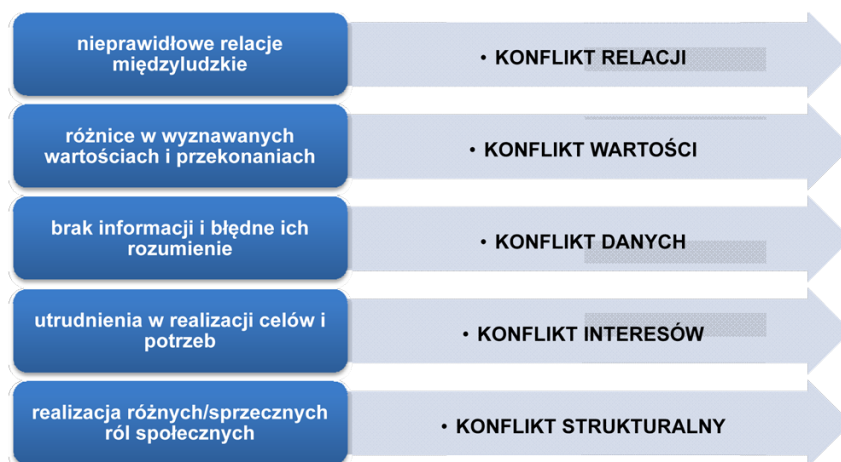 nieprawidłowe relacje
międzyludzkie
• KONFLIKT RELACJI
różnice w wyznawanych
wartościach i przekonaniach
• KONFLIKT WARTOŚCI
brak informacji i błędne ich
rozumienie
• KONFLIKT DANYCH
utrudnienia w realizacji celów i
potrzeb
• KONFLIKT INTERESÓW
realizacja różnych/sprzecznych
ról społecznych
• KONFLIKT STRUKTURALNY